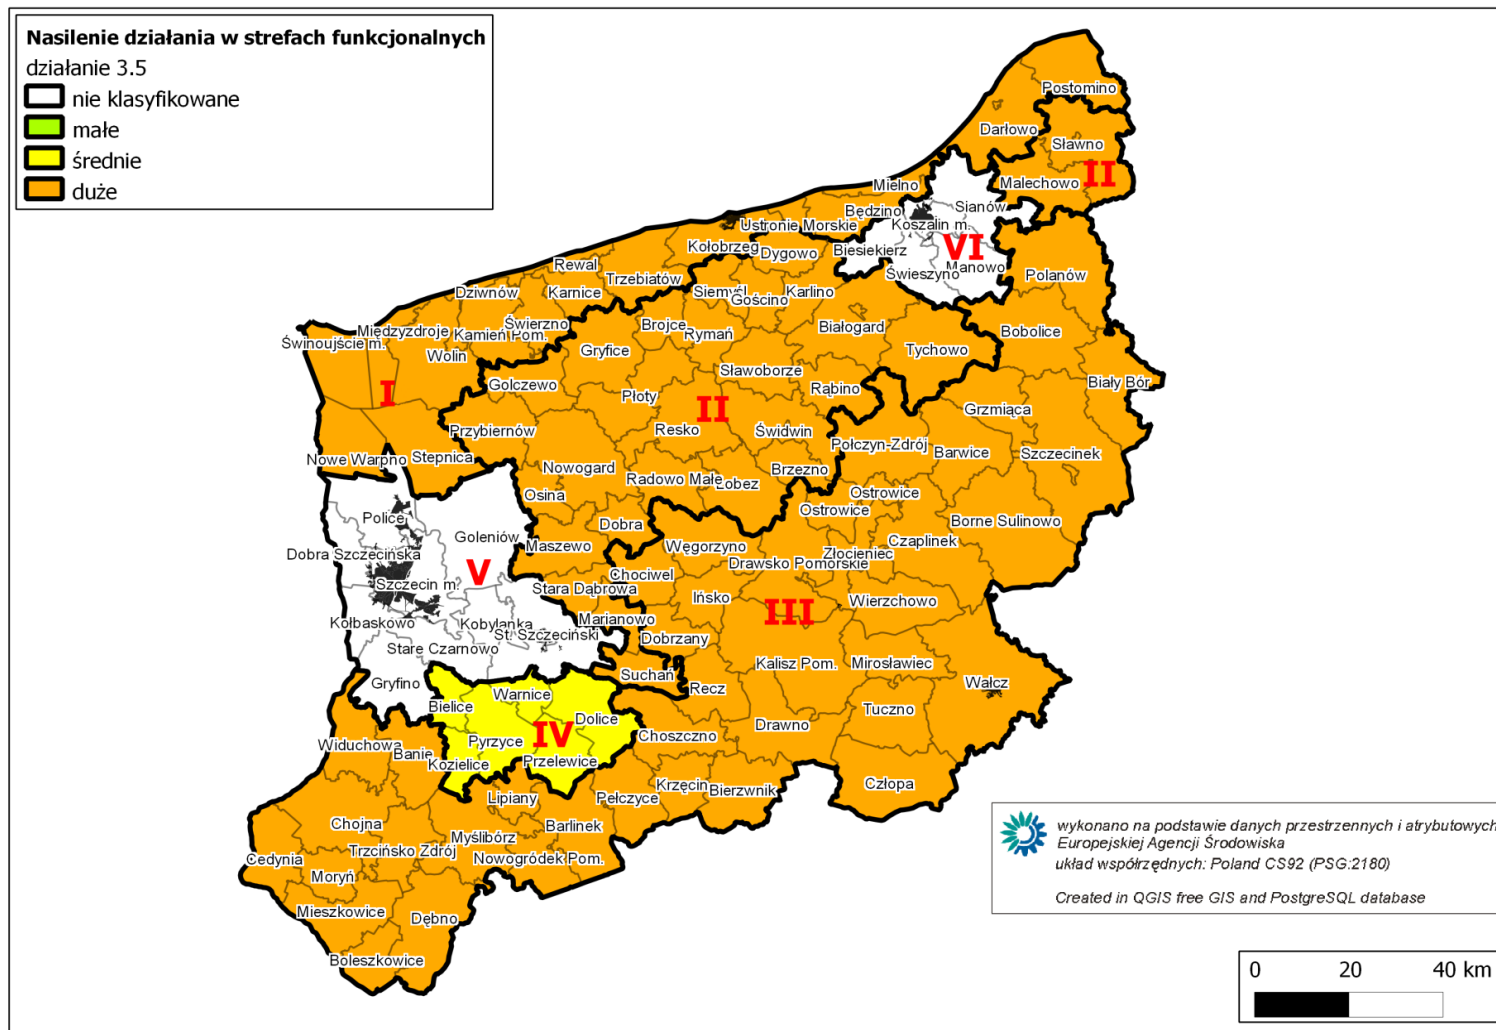 Nasilenie działania w strefach funkcjonalnych
działanie 3.5
nie klasyfikowane
małe
średnie
duże
Postomino
Darłowo
Sławno
II
Malechowo
Mielno
Będzino
Sianów
Ustronie Morskie
Koszalin m.
VI
Kołobrzeg
Dygowo
Biesiekierz
Świeszyno
Manowo
Polanów
Rewal
Trzebiatów
Dziwnów
Karnice
Siemyśl
Gościno
Karlino
Międzyzdroje
Kamień Pom.
Świerzno
Brojce
Rymań
Białogard
Bobolice
Świnoujście m.
Wolin
Gryfice
Tychowo
I
Golczewo
Płoty
Sławoborze
Rąbino
Biały Bór
II
Grzmiąca
Przybiernów
Resko
Świdwin
Połczyn-Zdrój
Barwice
Szczecinek
Nowe Warpno
Stepnica
Nowogard
Radowo Małe
Łobez
Brzezno
Osina
Ostrowice
Ostrowice
Borne Sulinowo
Police
Goleniów
Dobra
Czaplinek
Dobra Szczecińska
Maszewo
Węgorzyno
Złocieniec
Drawsko Pomorskie
V
Szczecin m.
Stara Dąbrowa
Chociwel
Ińsko
III
Wierzchowo
Kołbaskowo
Kobylanka
St. Szczeciński
Marianowo
Dobrzany
Stare Czarnowo
Kalisz Pom.
Mirosławiec
Gryfino
Suchań
Recz
Wałcz
Bielice
Warnice
Dolice
Tuczno
Widuchowa
Banie
Pyrzyce
IV
Choszczno
Drawno
Kozielice
Przelewice
Lipiany
Pełczyce
Krzęcin
Bierzwnik
Człopa
Chojna
Myślibórz
Barlinek
Cedynia
Trzcińsko Zdrój
Nowogródek Pom.
Moryń
Mieszkowice
Dębno
Boleszkowice
wykonano na podstawie danych przestrzennych i atrybutowych
Europejskiej Agencji Środowiska
układ współrzędnych: Poland CS92 (PSG:2180)
Created in QGIS free GIS and PostgreSQL database
0 20 40 km